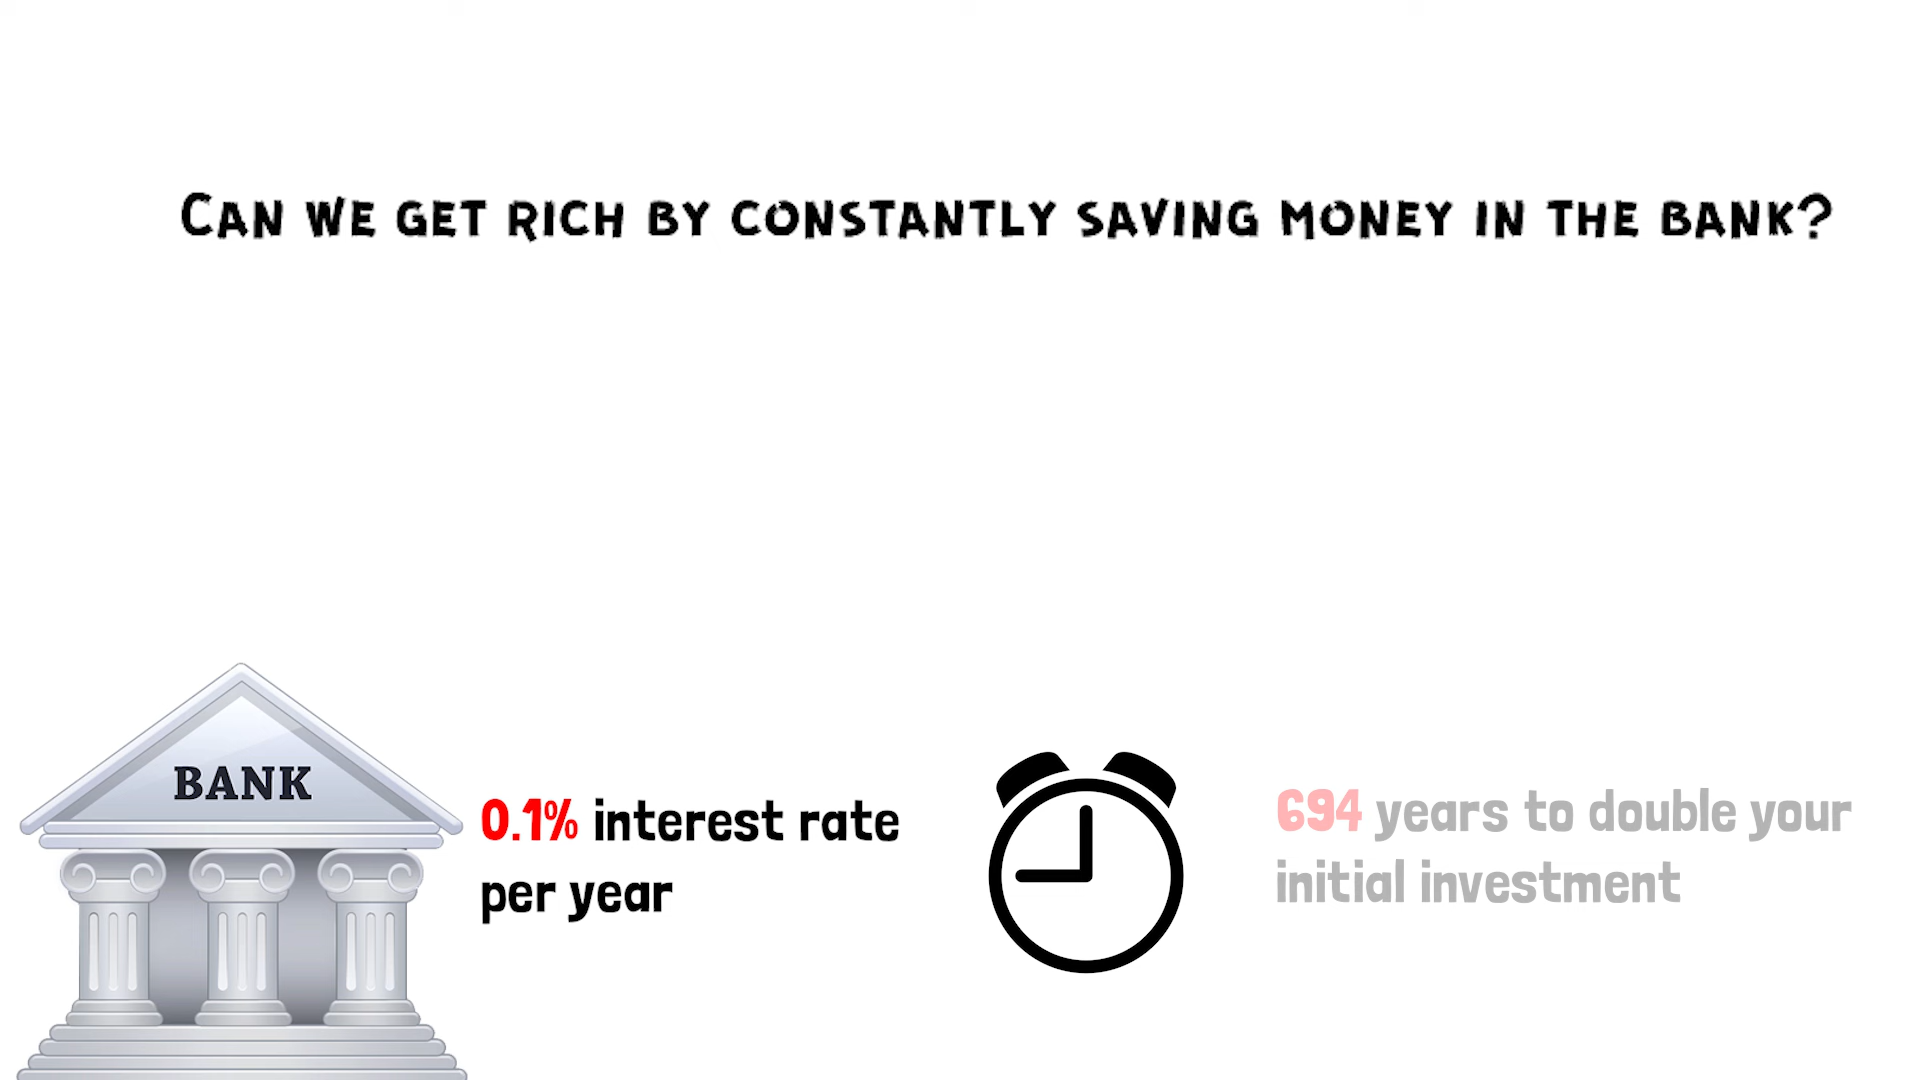 Can we get rich by constantly saving money in the bank?
BANK
0.1% interest rate
per year
694 years to double your
initial investment